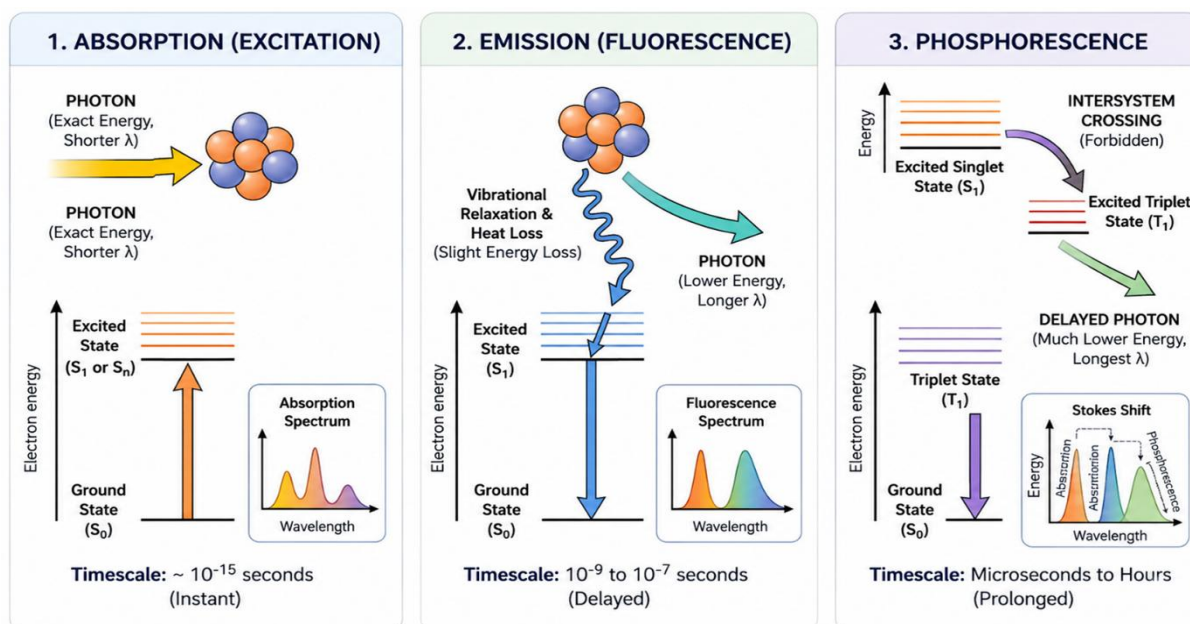 1. ABSORPTION (EXCITATION)
PHOTON
(Exact Energy,
Shorter λ)
PHOTON
(Exact Energy,
Shorter λ)
Electron energy
Excited
State
(S₁ or Sₙ)
Ground
State
(S₀)
Absorption
Spectrum
Wavelength
Timescale: ~ 10⁻¹⁵ seconds
(Instant)
2. EMISSION (FLUORESCENCE)
Vibrational
Relaxation &
Heat Loss
(Slight Energy Loss)
PHOTON
(Lower Energy,
Longer λ)
Electron energy
Excited
State
(S₁)
Ground
State
(S₀)
Fluorescence
Spectrum
Wavelength
Timescale: 10⁻⁹ to 10⁻⁷ seconds
(Delayed)
3. PHOSPHORESCENCE
Energy
INTERSYSTEM
CROSSING
(Forbidden)
Excited Singlet
State (S₁)
Excited Triplet
State (T₁)
DELAYED PHOTON
(Much Lower Energy,
Longest λ)
Electron energy
Triplet State
(T₁)
Ground
State
(S₀)
Stokes Shift
Energy
Phosphorescence
Wavelength
Timescale: Microseconds to Hours
(Prolonged)